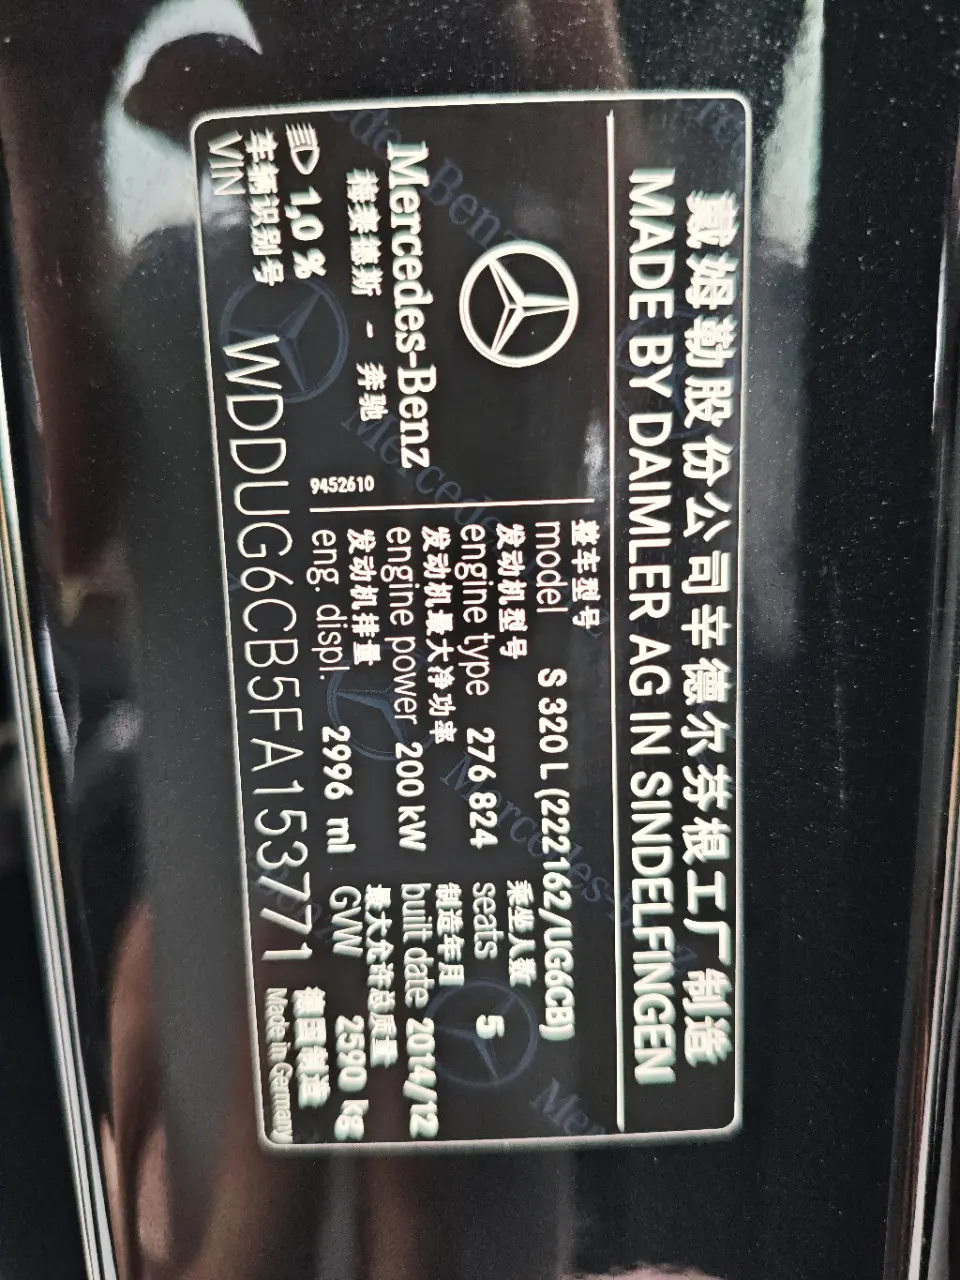 戴姆勒股份公司辛德尔芬根工厂制造
MADE BY DAIMLER AG IN SINDELFINGEN
Mercedes-Benz
梅赛德斯 - 奔驰
9452610
整车型号
model S 320 L (222162/UG6CB)
发动机型号 乘坐人数
engine type 276 824 seats 5
发动机最大净功率 制造年月
engine power 200 kW built date 2014/12
发动机排量 最大允许总质量
eng. displ. 2996 ml GVW 2590 kg
1,0 %
车辆识别号
VIN WDDUG6CB5FA153771
德国制造
Made in Germany